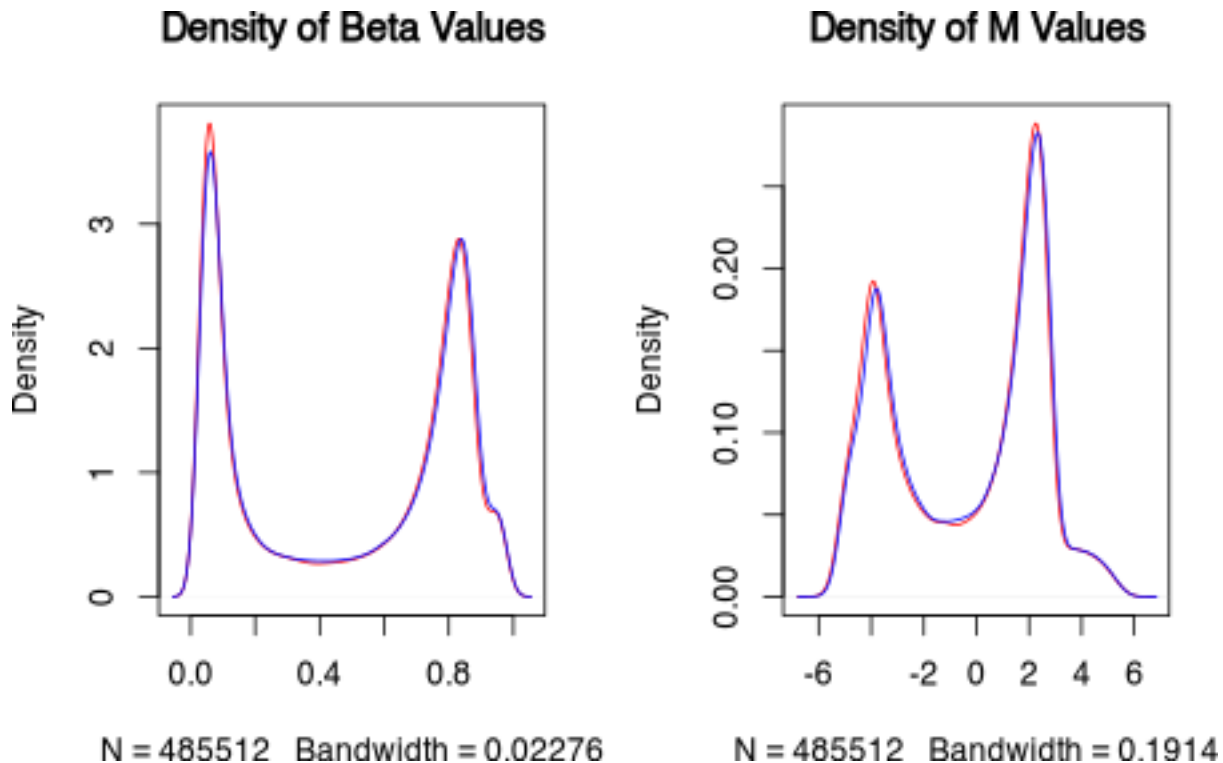 Density of Beta Values
Density
3
2
1
0
0.0 0.4 0.8
N = 485512 Bandwidth = 0.02276
Density of M Values
Density
0.20
0.10
0.00
-6 -2 0 2 4 6
N = 485512 Bandwidth = 0.1914